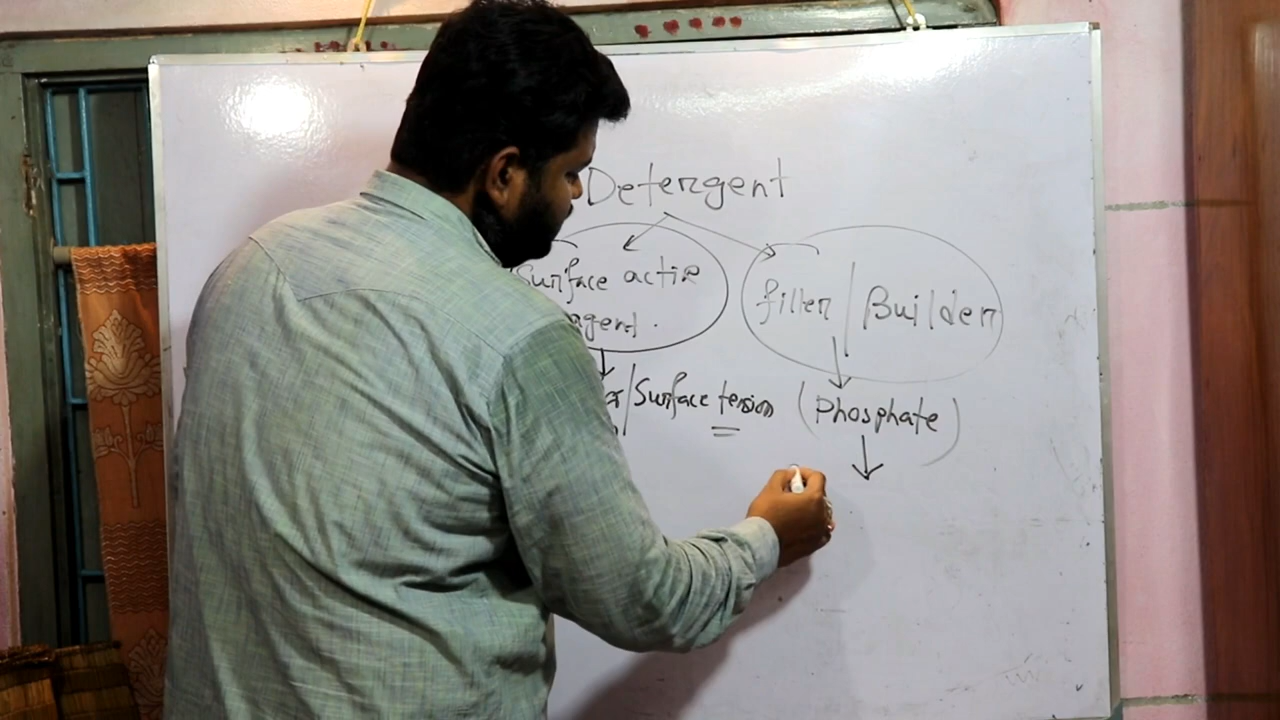 Detergent
Surface active
agent.
filler / Builder
/ Surface tension
(Phosphate)